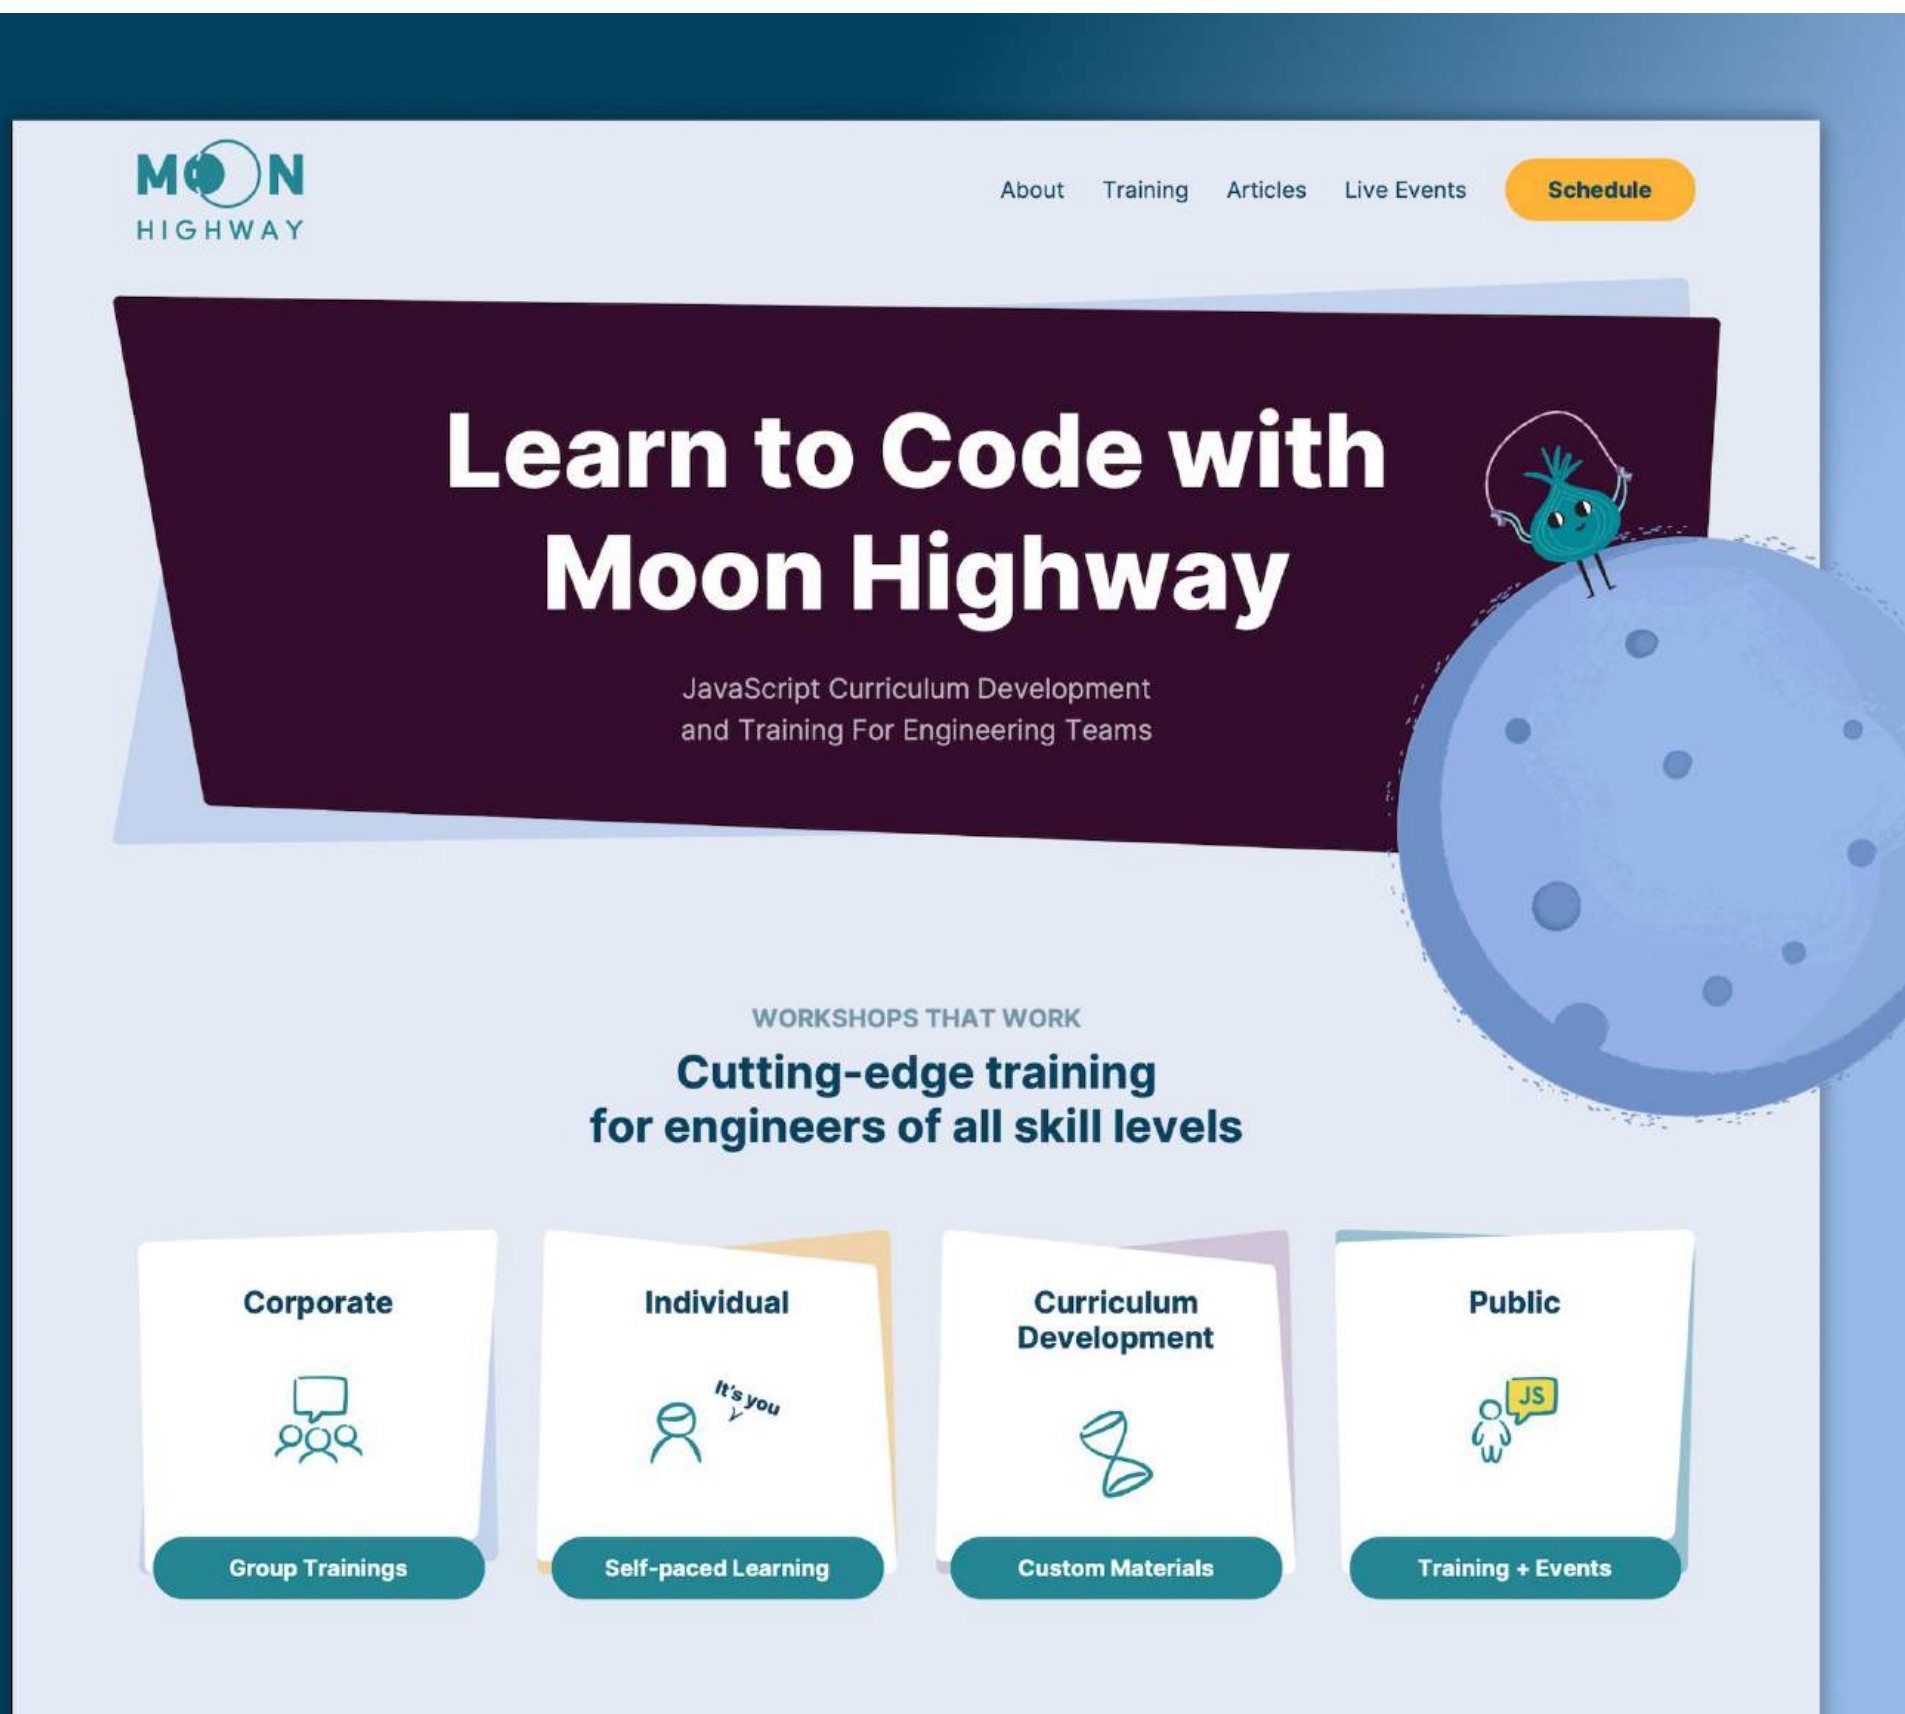 MOON
HIGHWAY
About Training Articles Live Events Schedule
Learn to Code with
Moon Highway
JavaScript Curriculum Development
and Training For Engineering Teams
WORKSHOPS THAT WORK
Cutting-edge training
for engineers of all skill levels
Corporate
Group Trainings
Individual
It's you
Self-paced Learning
Curriculum
Development
Custom Materials
Public
JS
Training + Events